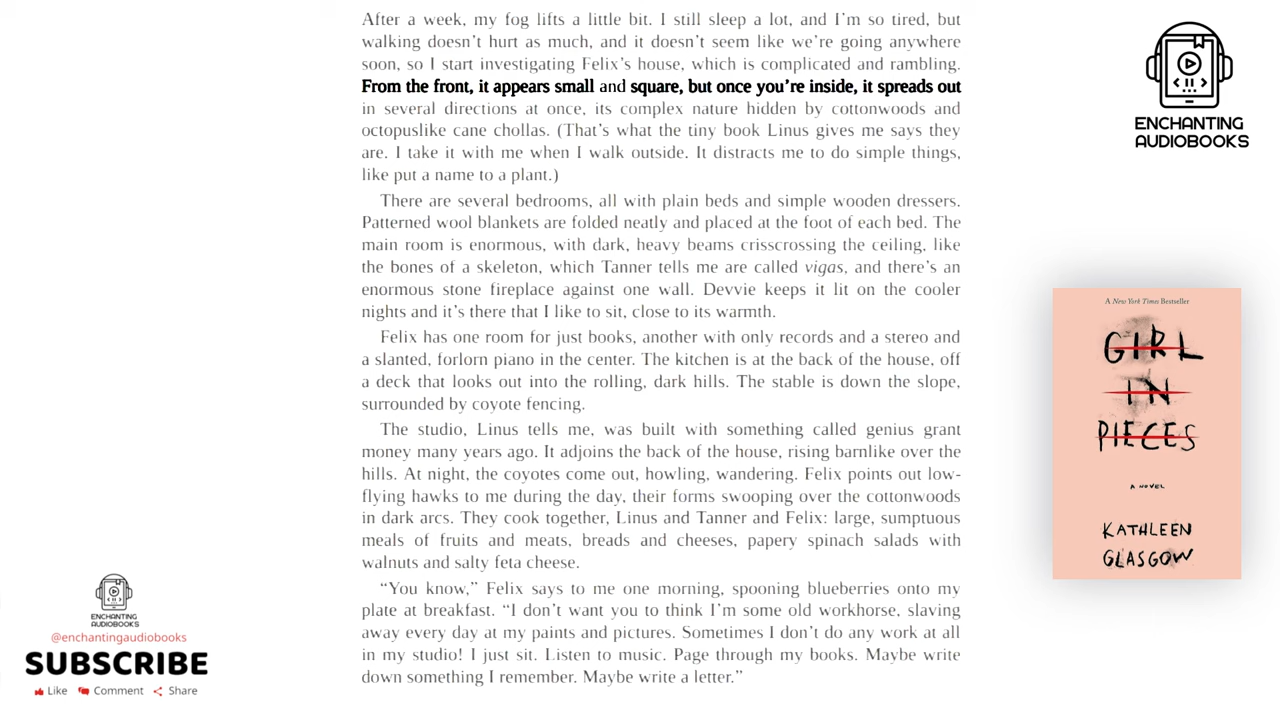 After a week, my fog lifts a little bit. I still sleep a lot, and I’m so tired, but
walking doesn’t hurt as much, and it doesn’t seem like we’re going anywhere
soon, so I start investigating Felix’s house, which is complicated and rambling.
From the front, it appears small and square, but once you’re inside, it spreads out
in several directions at once, its complex nature hidden by cottonwoods and
octopuslike cane chollas. (That’s what the tiny book Linus gives me says they
are. I take it with me when I walk outside. It distracts me to do simple things,
like put a name to a plant.)
There are several bedrooms, all with plain beds and simple wooden dressers.
Patterned wool blankets are folded neatly and placed at the foot of each bed. The
main room is enormous, with dark, heavy beams crisscrossing the ceiling, like
the bones of a skeleton, which Tanner tells me are called vigas, and there’s an
enormous stone fireplace against one wall. Devvie keeps it lit on the cooler
nights and it’s there that I like to sit, close to its warmth.
Felix has one room for just books, another with only records and a stereo and
a slanted, forlorn piano in the center. The kitchen is at the back of the house, off
a deck that looks out into the rolling, dark hills. The stable is down the slope,
surrounded by coyote fencing.
The studio, Linus tells me, was built with something called genius grant
money many years ago. It adjoins the back of the house, rising barnlike over the
hills. At night, the coyotes come out, howling, wandering. Felix points out low-
flying hawks to me during the day, their forms swooping over the cottonwoods
in dark arcs. They cook together, Linus and Tanner and Felix: large, sumptuous
meals of fruits and meats, breads and cheeses, papery spinach salads with
walnuts and salty feta cheese.
“You know,” Felix says to me one morning, spooning blueberries onto my
plate at breakfast. “I don’t want you to think I’m some old workhorse, slaving
away every day at my paints and pictures. Sometimes I don’t do any work at all
in my studio! I just sit. Listen to music. Page through my books. Maybe write
down something I remember. Maybe write a letter.”
ENCHANTING
AUDIOBOOKS
A New York Times Bestseller
GIRL
IN
PIECES
A NOVEL
KATHLEEN
GLASGOW
ENCHANTING
AUDIOBOOKS
@enchantingaudiobooks
SUBSCRIBE
Like Comment Share